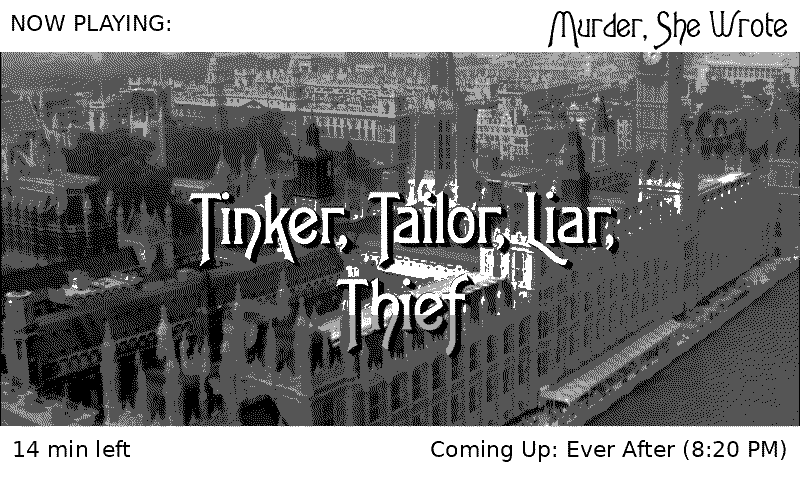 NOW PLAYING:
Murder, She Wrote
Tinker, Tailor, Liar,
Thief
14 min left
Coming Up: Ever After (8:20 PM)